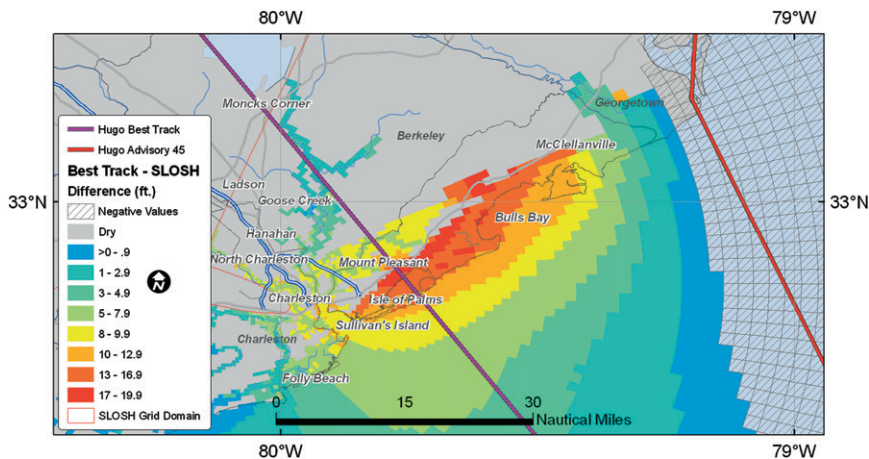 80°W
79°W
Moncks Corner
Georgetown
Berkeley
McClellanville
Hugo Best Track
Hugo Advisory 45
Best Track - SLOSH
Difference (ft.)
Negative Values
Dry
>0 - .9
1 - 2.9
3 - 4.9
5 - 7.9
8 - 9.9
10 - 12.9
13 - 16.9
17 - 19.9
SLOSH Grid Domain
N
Ladson
33°N
Goose Creek
33°N
Bulls Bay
Hanahan
North Charleston
Mount Pleasant
Charleston
Isle of Palms
Sullivan's Island
Charleston
Folly Beach
0
15
30
Nautical Miles
80°W
79°W